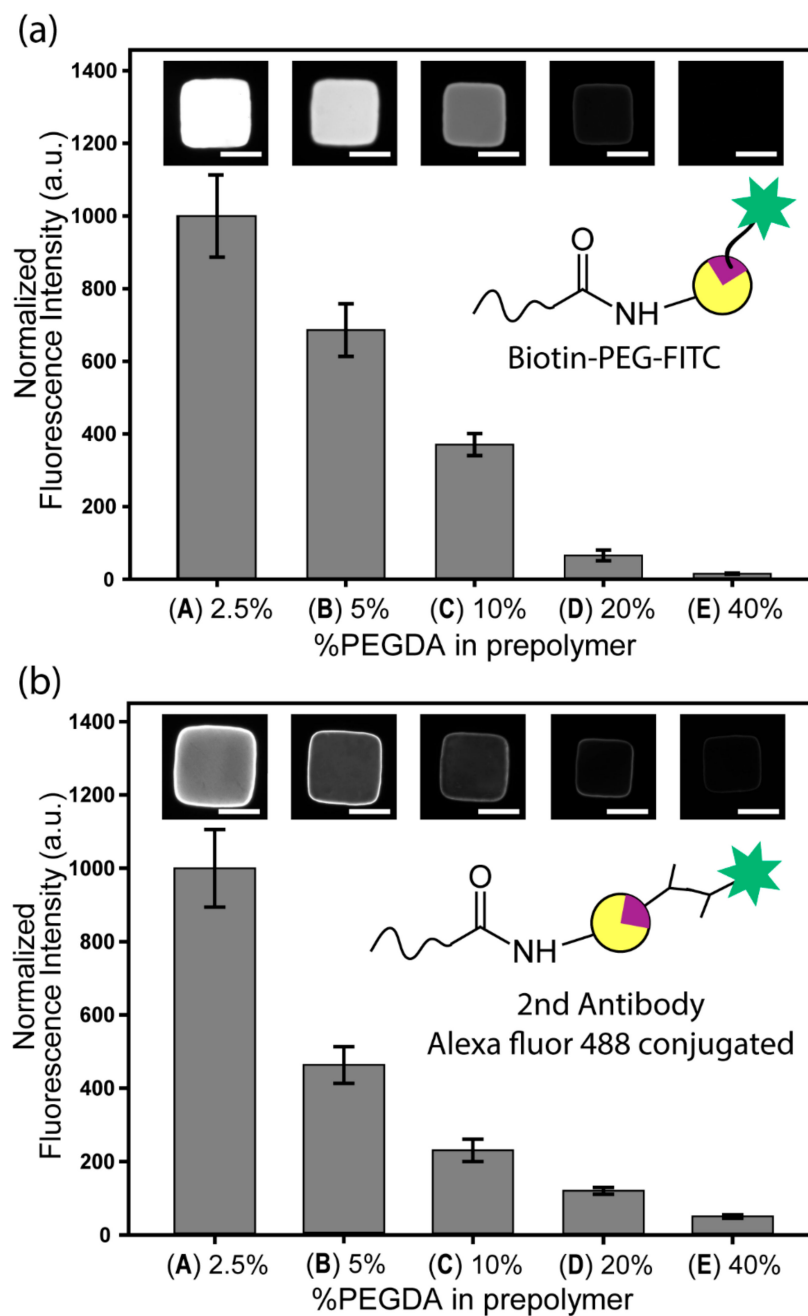 (a)
Normalized
Fluorescence Intensity (a.u.)
1400
1200
1000
800
600
400
200
0
O
NH
Biotin-PEG-FITC
(A) 2.5%
(B) 5%
(C) 10%
(D) 20%
(E) 40%
%PEGDA in prepolymer
(b)
Normalized
Fluorescence Intensity (a.u.)
1400
1200
1000
800
600
400
200
0
O
NH
2nd Antibody
Alexa fluor 488 conjugated
(A) 2.5%
(B) 5%
(C) 10%
(D) 20%
(E) 40%
%PEGDA in prepolymer